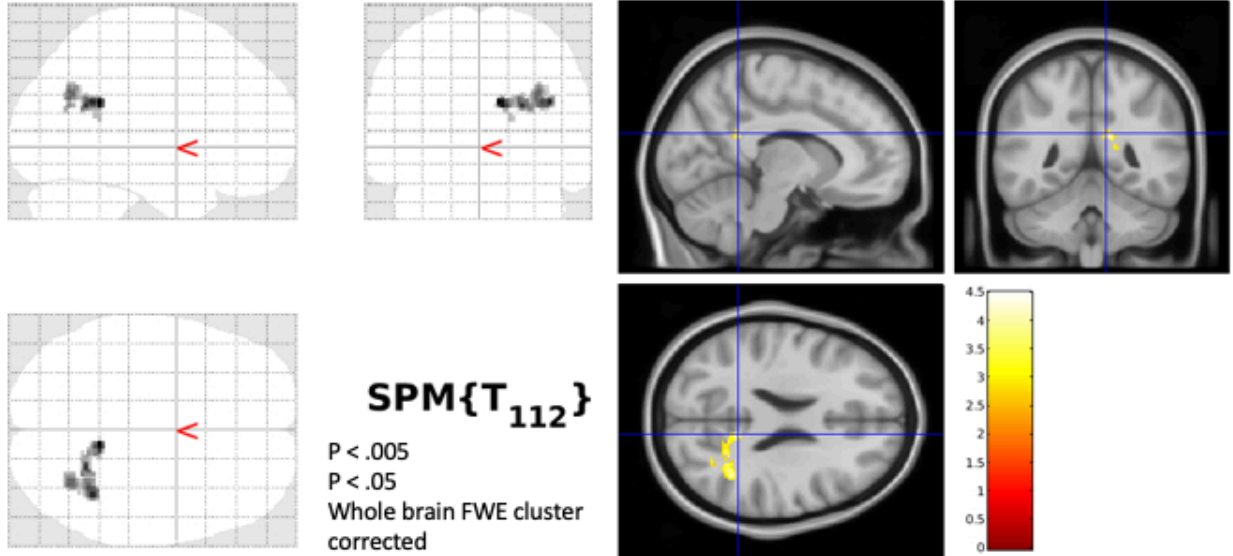 <
<
<
SPM{T112}
P < .005
P < .05
Whole brain FWE cluster
corrected
4.5
4
3.5
3
2.5
2
1.5
1
0.5
0